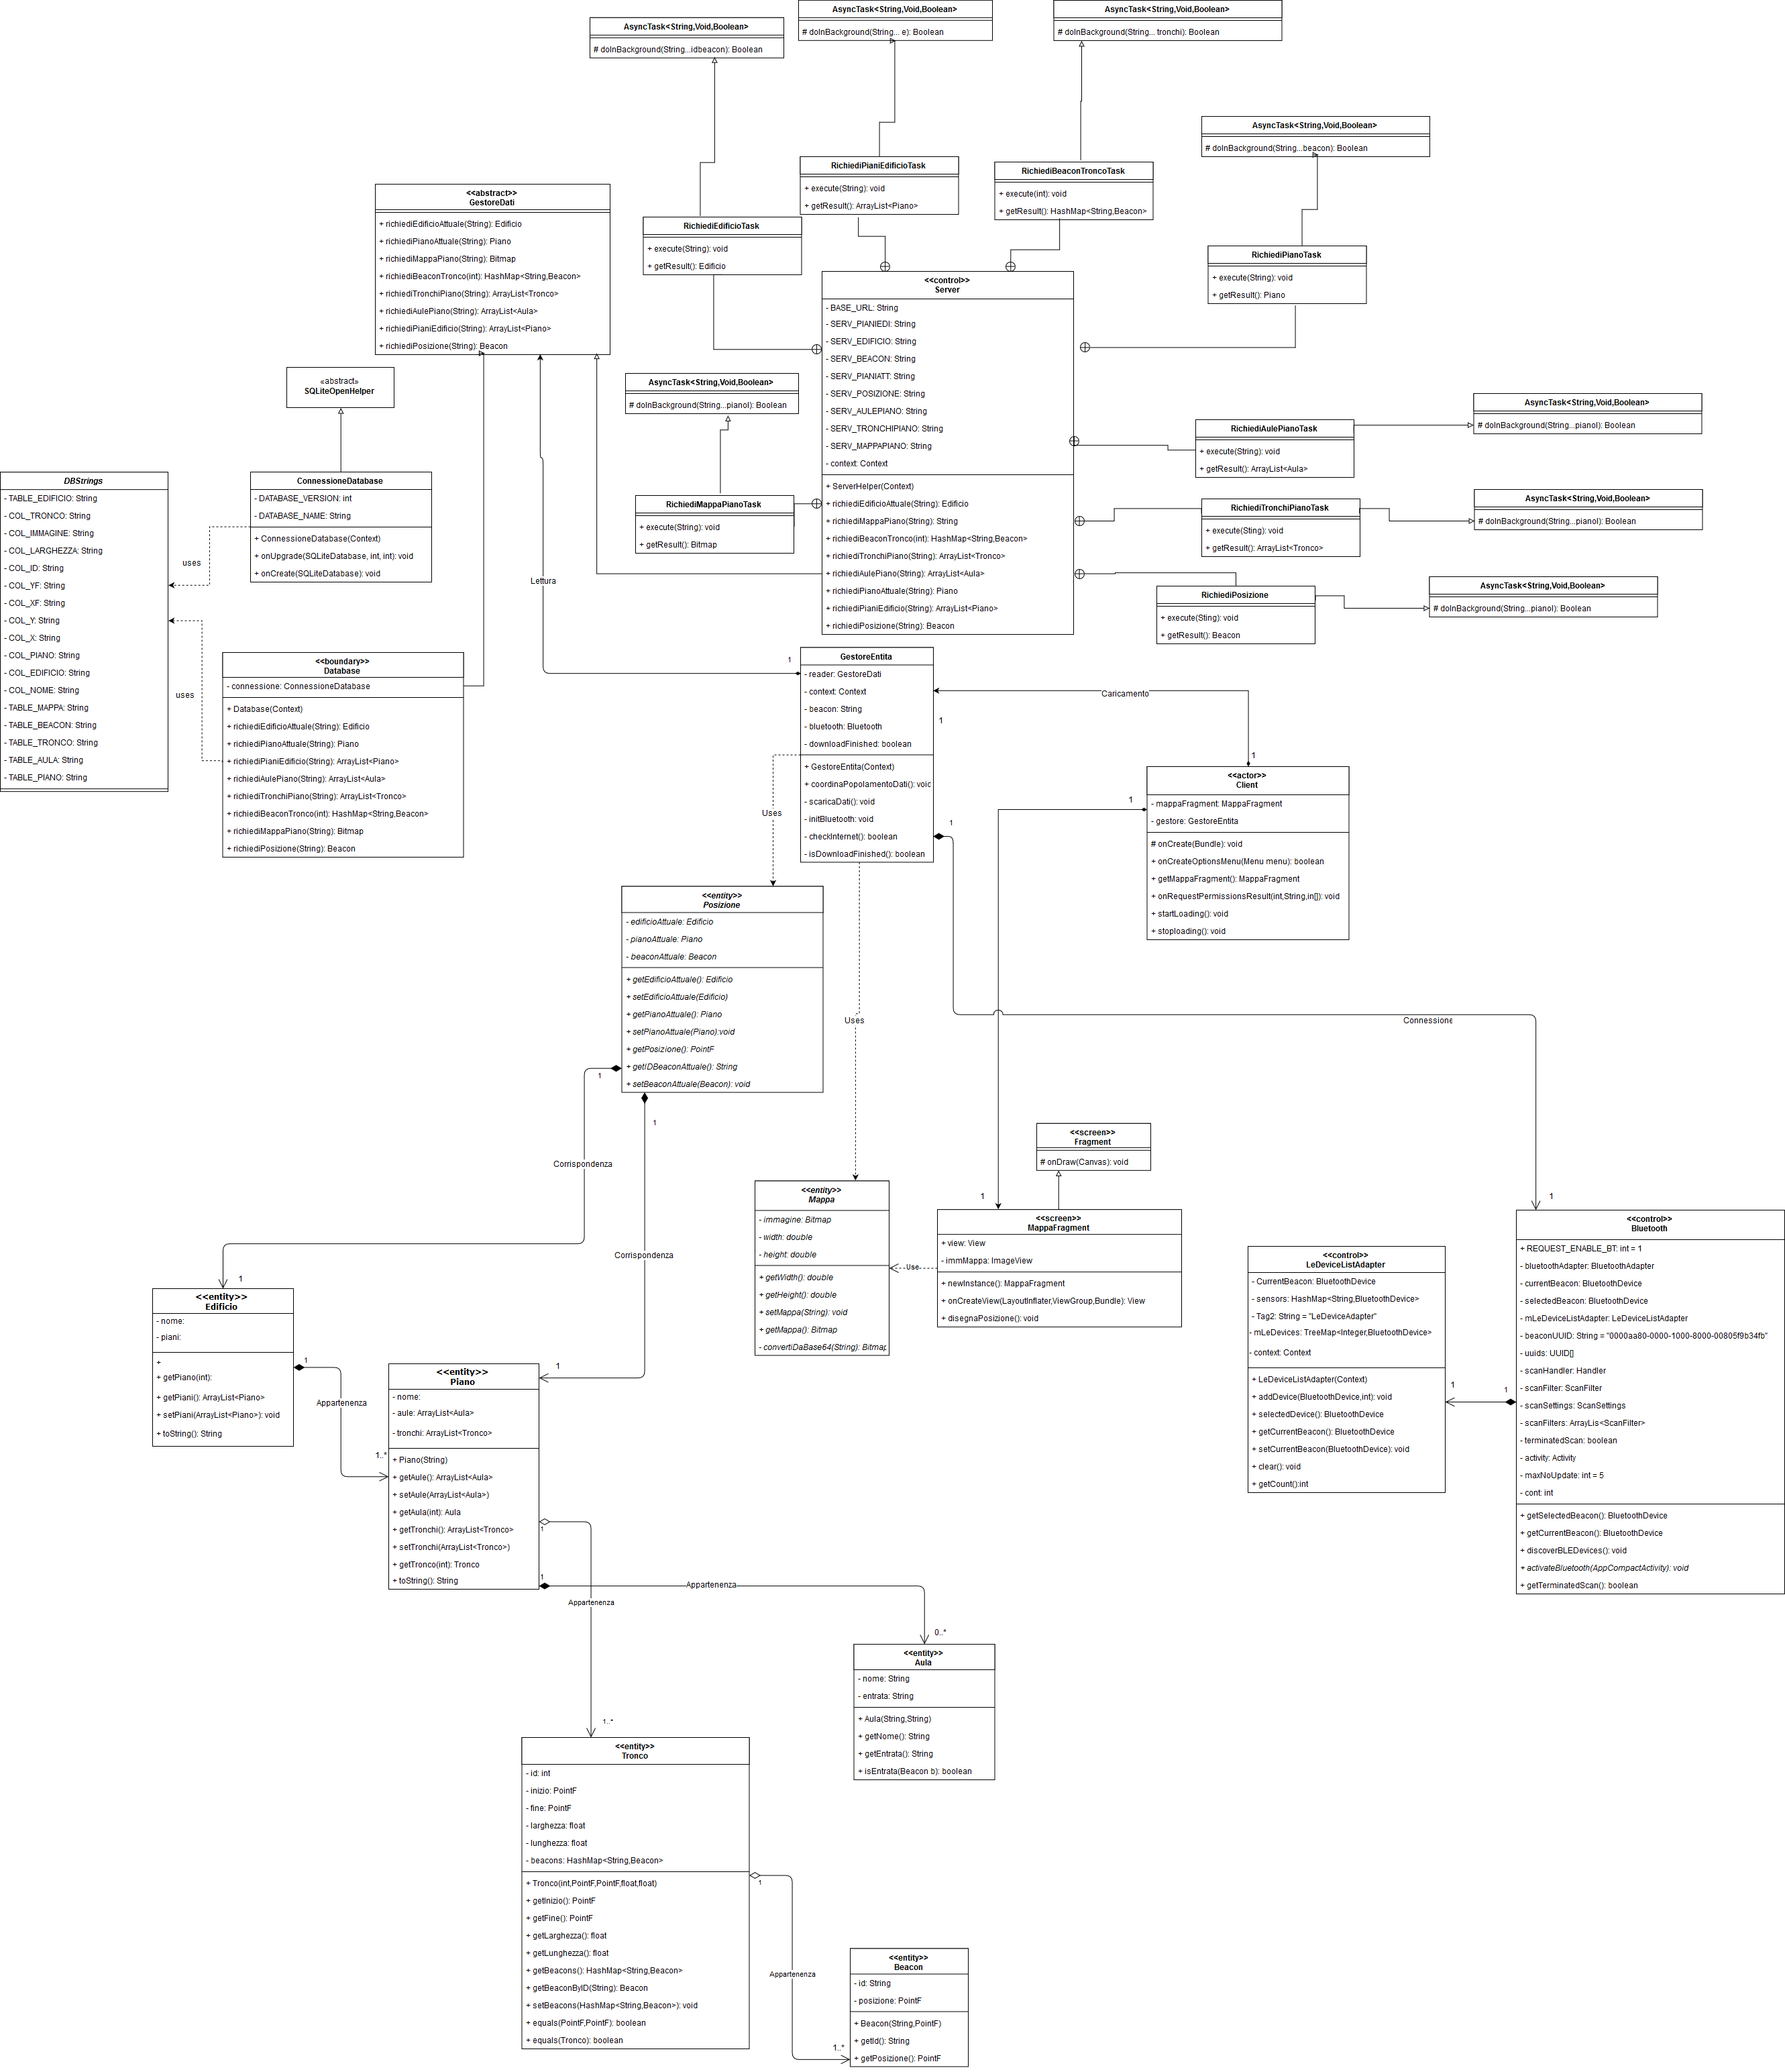 AsyncTask<String,Void,Boolean>
# doInBackground(String...idbeacon): Boolean
AsyncTask<String,Void,Boolean>
# doInBackground(String... e): Boolean
AsyncTask<String,Void,Boolean>
# doInBackground(String... tronchi): Boolean
AsyncTask<String,Void,Boolean>
# doInBackground(String...beacon): Boolean
RichiediPianiEdificioTask
+ execute(String): void
+ getResult(): ArrayList<Piano>
RichiediBeaconTroncoTask
+ execute(int): void
+ getResult(): HashMap<String,Beacon>
RichiediEdificioTask
+ execute(String): void
+ getResult(): Edificio
RichiediPianoTask
+ execute(String): void
+ getResult(): Piano
<<abstract>>
GestoreDati
+ richiediEdificioAttuale(String): Edificio
+ richiediPianoAttuale(String): Piano
+ richiediMappaPiano(String): Bitmap
+ richiediBeaconTronco(int): HashMap<String,Beacon>
+ richiediTronchiPiano(String): ArrayList<Tronco>
+ richiediAulePiano(String): ArrayList<Aula>
+ richiediPianiEdificio(String): ArrayList<Piano>
+ richiediPosizione(String): Beacon
<<control>>
Server
- BASE_URL: String
- SERV_PIANIEDI: String
- SERV_EDIFICIO: String
- SERV_BEACON: String
- SERV_PIANIATT: String
- SERV_POSIZIONE: String
- SERV_AULEPIANO: String
- SERV_TRONCHIPIANO: String
- SERV_MAPPAPIANO: String
- context: Context
+ ServerHelper(Context)
+ richiediEdificioAttuale(String): Edificio
+ richiediMappaPiano(String): String
+ richiediBeaconTronco(int): HashMap<String,Beacon>
+ richiediTronchiPiano(String): ArrayList<Tronco>
+ richiediAulePiano(String): ArrayList<Aula>
+ richiediPianoAttuale(String): Piano
+ richiediPianiEdificio(String): ArrayList<Piano>
+ richiediPosizione(String): Beacon
AsyncTask<String,Void,Boolean>
# doInBackground(String...pianoI): Boolean
RichiediMappaPianoTask
+ execute(String): void
+ getResult(): Bitmap
RichiediAulePianoTask
+ execute(String): void
+ getResult(): ArrayList<Aula>
AsyncTask<String,Void,Boolean>
# doInBackground(String...pianoI): Boolean
RichiediTronchiPianoTask
+ execute(Sting): void
+ getResult(): ArrayList<Tronco>
AsyncTask<String,Void,Boolean>
# doInBackground(String...pianoI): Boolean
RichiediPosizione
+ execute(Sting): void
+ getResult(): Beacon
AsyncTask<String,Void,Boolean>
# doInBackground(String...pianoI): Boolean
«abstract»
SQLiteOpenHelper
ConnessioneDatabase
- DATABASE_VERSION: int
- DATABASE_NAME: String
+ ConnessioneDatabase(Context)
+ onUpgrade(SQLiteDatabase, int, int): void
+ onCreate(SQLiteDatabase): void
DBStrings
- TABLE_EDIFICIO: String
- COL_TRONCO: String
- COL_IMMAGINE: String
- COL_LARGHEZZA: String
- COL_ID: String
- COL_YF: String
- COL_XF: String
- COL_Y: String
- COL_X: String
- COL_PIANO: String
- COL_EDIFICIO: String
- COL_NOME: String
- TABLE_MAPPA: String
- TABLE_BEACON: String
- TABLE_TRONCO: String
- TABLE_AULA: String
- TABLE_PIANO: String
uses
uses
Lettura
<<boundary>>
Database
- connessione: ConnessioneDatabase
+ Database(Context)
+ richiediEdificioAttuale(String): Edificio
+ richiediPianoAttuale(String): Piano
+ richiediPianiEdificio(String): ArrayList<Piano>
+ richiediAulePiano(String): ArrayList<Aula>
+ richiediTronchiPiano(String): ArrayList<Tronco>
+ richiediBeaconTronco(int): HashMap<String,Beacon>
+ richiediMappaPiano(String): Bitmap
+ richiediPosizione(String): Beacon
1
GestoreEntita
- reader: GestoreDati
- context: Context
- beacon: String
- bluetooth: Bluetooth
- downloadFinished: boolean
+ GestoreEntita(Context)
+ coordinaPopolamentoDati(): void
- scaricaDati(): void
- initBluetooth: void
- checkInternet(): boolean
- isDownloadFinished(): boolean
Caricamento
1
1
Uses
1
1
<<actor>>
Client
- mappaFragment: MappaFragment
- gestore: GestoreEntita
# onCreate(Bundle): void
+ onCreateOptionsMenu(Menu menu): boolean
+ getMappaFragment(): MappaFragment
+ onRequestPermissionsResult(int,String,in[]): void
+ startLoading(): void
+ stoploading(): void
<<entity>>
Posizione
- edificioAttuale: Edificio
- pianoAttuale: Piano
- beaconAttuale: Beacon
+ getEdificioAttuale(): Edificio
+ setEdificioAttuale(Edificio)
+ getPianoAttuale(): Piano
+ setPianoAttuale(Piano):void
+ getPosizione(): PointF
+ getIDBeaconAttuale(): String
+ setBeaconAttuale(Beacon): void
Uses
Connessione
1
1
Corrispondenza
Corrispondenza
<<screen>>
Fragment
# onDraw(Canvas): void
<<entity>>
Mappa
- immagine: Bitmap
- width: double
- height: double
+ getWidth(): double
+ getHeight(): double
+ setMappa(String): void
+ getMappa(): Bitmap
- convertiDaBase64(String): Bitmap
1
Use
<<screen>>
MappaFragment
+ view: View
- immMappa: ImageView
+ newInstance(): MappaFragment
+ onCreateView(LayoutInflater,ViewGroup,Bundle): View
+ disegnaPosizione(): void
<<control>>
LeDeviceListAdapter
- CurrentBeacon: BluetoothDevice
- sensors: HashMap<String,BluetoothDevice>
- Tag2: String = "LeDeviceAdapter"
- mLeDevices: TreeMap<Integer,BluetoothDevice>
- context: Context
+ LeDeviceListAdapter(Context)
+ addDevice(BluetoothDevice,int): void
+ selectedDevice(): BluetoothDevice
+ getCurrentBeacon(): BluetoothDevice
+ setCurrentBeacon(BluetoothDevice): void
+ clear(): void
+ getCount():int
1
1
1
<<control>>
Bluetooth
+ REQUEST_ENABLE_BT: int = 1
- bluetoothAdapter: BluetoothAdapter
- currentBeacon: BluetoothDevice
- selectedBeacon: BluetoothDevice
- mLeDeviceListAdapter: LeDeviceListAdapter
- beaconUUID: String = "0000aa80-0000-1000-8000-00805f9b34fb"
- uuids: UUID[]
- scanHandler: Handler
- scanFilter: ScanFilter
- scanSettings: ScanSettings
- scanFilters: ArrayLis<ScanFilter>
- terminatedScan: boolean
- activity: Activity
- maxNoUpdate: int = 5
- cont: int
+ getSelectedBeacon(): BluetoothDevice
+ getCurrentBeacon(): BluetoothDevice
+ discoverBLEDevices(): void
+ activateBluetooth(AppCompactActivity): void
+ getTerminatedScan(): boolean
1
<<entity>>
Edificio
- nome:
- piani:
+
+ getPiano(int):
+ getPiani(): ArrayList<Piano>
+ setPiani(ArrayList<Piano>): void
+ toString(): String
1
Appartenenza
1..*
1
<<entity>>
Piano
- nome:
- aule: ArrayList<Aula>
- tronchi: ArrayList<Tronco>
+ Piano(String)
+ getAule(): ArrayList<Aula>
+ setAule(ArrayList<Aula>)
+ getAula(int): Aula
+ getTronchi(): ArrayList<Tronco>
+ setTronchi(ArrayList<Tronco>)
+ getTronco(int): Tronco
+ toString(): String
1
1
Appartenenza
Appartenenza
0..*
<<entity>>
Aula
- nome: String
- entrata: String
+ Aula(String,String)
+ getNome(): String
+ getEntrata(): String
+ isEntrata(Beacon b): boolean
1..*
<<entity>>
Tronco
- id: int
- inizio: PointF
- fine: PointF
- larghezza: float
- lunghezza: float
- beacons: HashMap<String,Beacon>
+ Tronco(int,PointF,PointF,float,float)
+ getInizio(): PointF
+ getFine(): PointF
+ getLarghezza(): float
+ getLunghezza(): float
+ getBeacons(): HashMap<String,Beacon>
+ getBeaconByID(String): Beacon
+ setBeacons(HashMap<String,Beacon>): void
+ equals(PointF,PointF): boolean
+ equals(Tronco): boolean
1
Appartenenza
1..*
<<entity>>
Beacon
- id: String
- posizione: PointF
+ Beacon(String,PointF)
+ getId(): String
+ getPosizione(): PointF